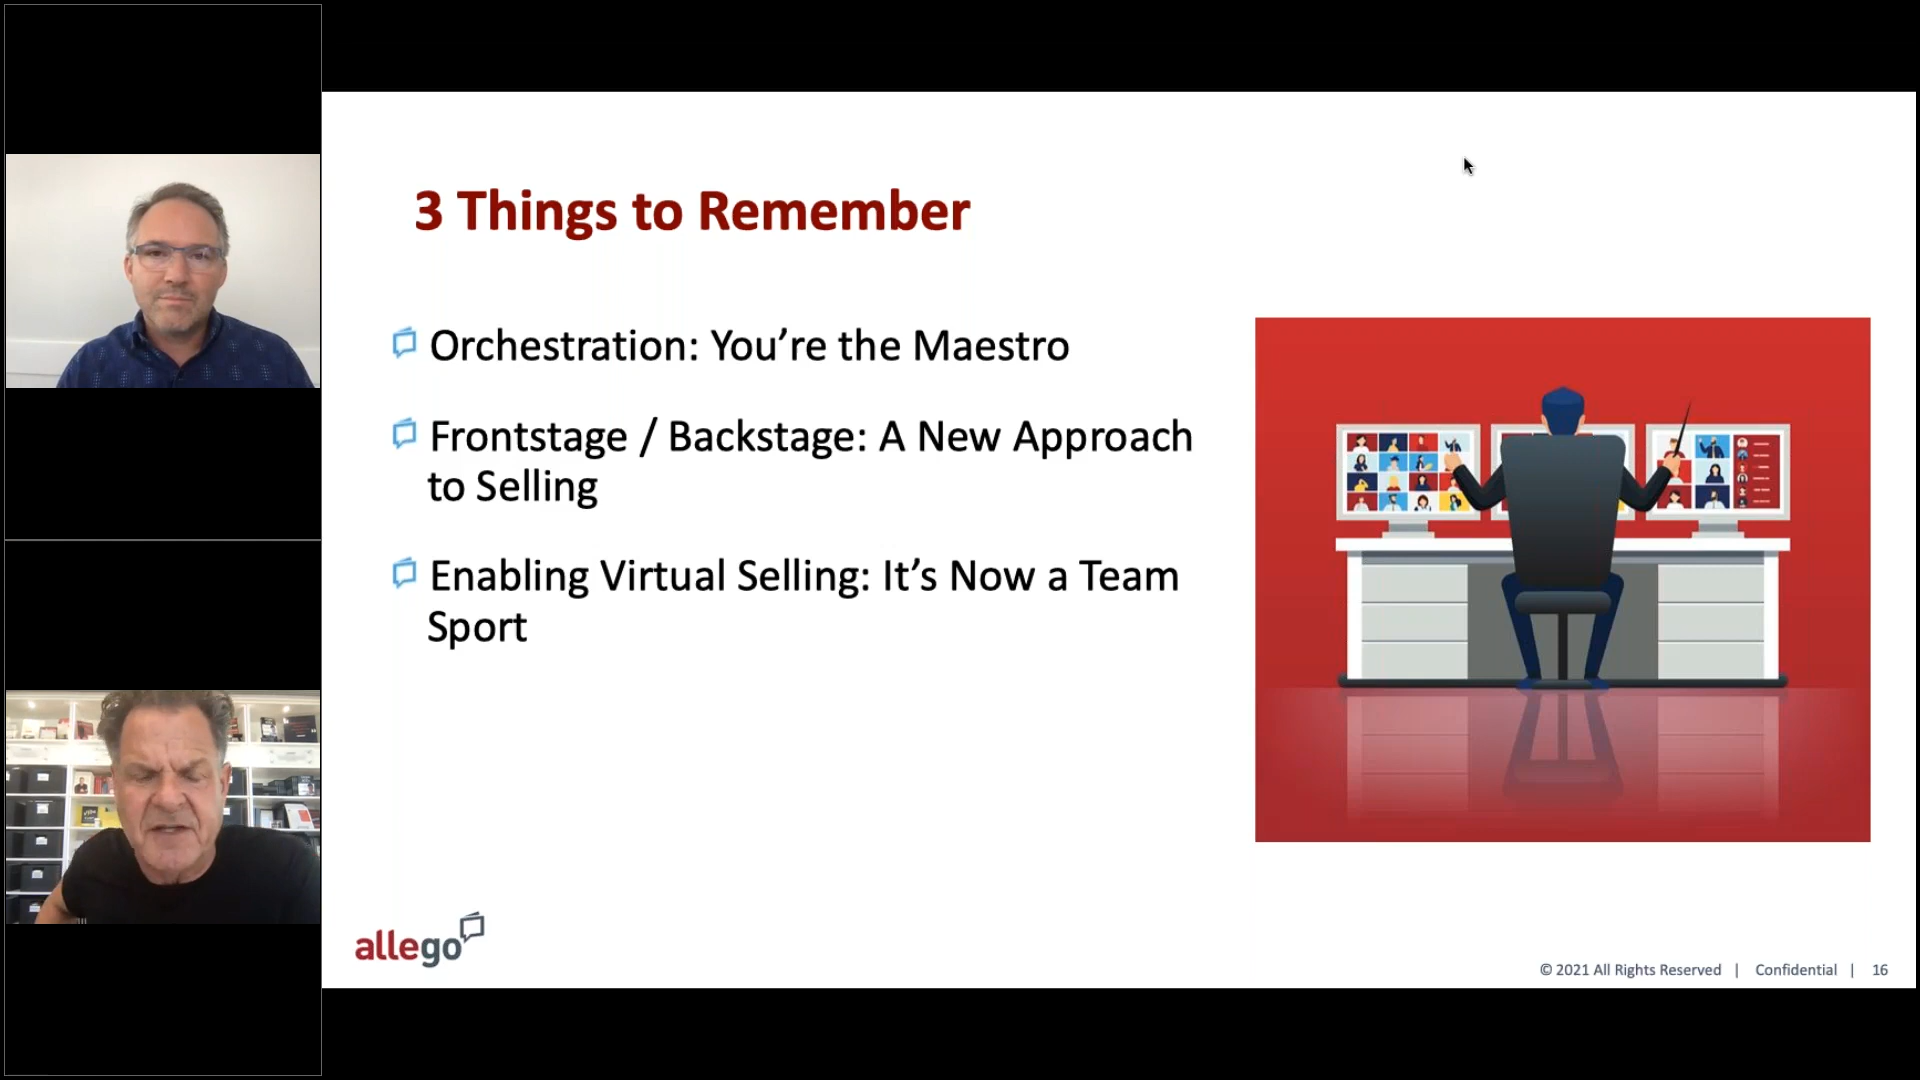 3 Things to Remember
Orchestration: You're the Maestro
Frontstage / Backstage: A New Approach
to Selling
Enabling Virtual Selling: It's Now a Team
Sport
allego
© 2021 All Rights Reserved | Confidential | 16